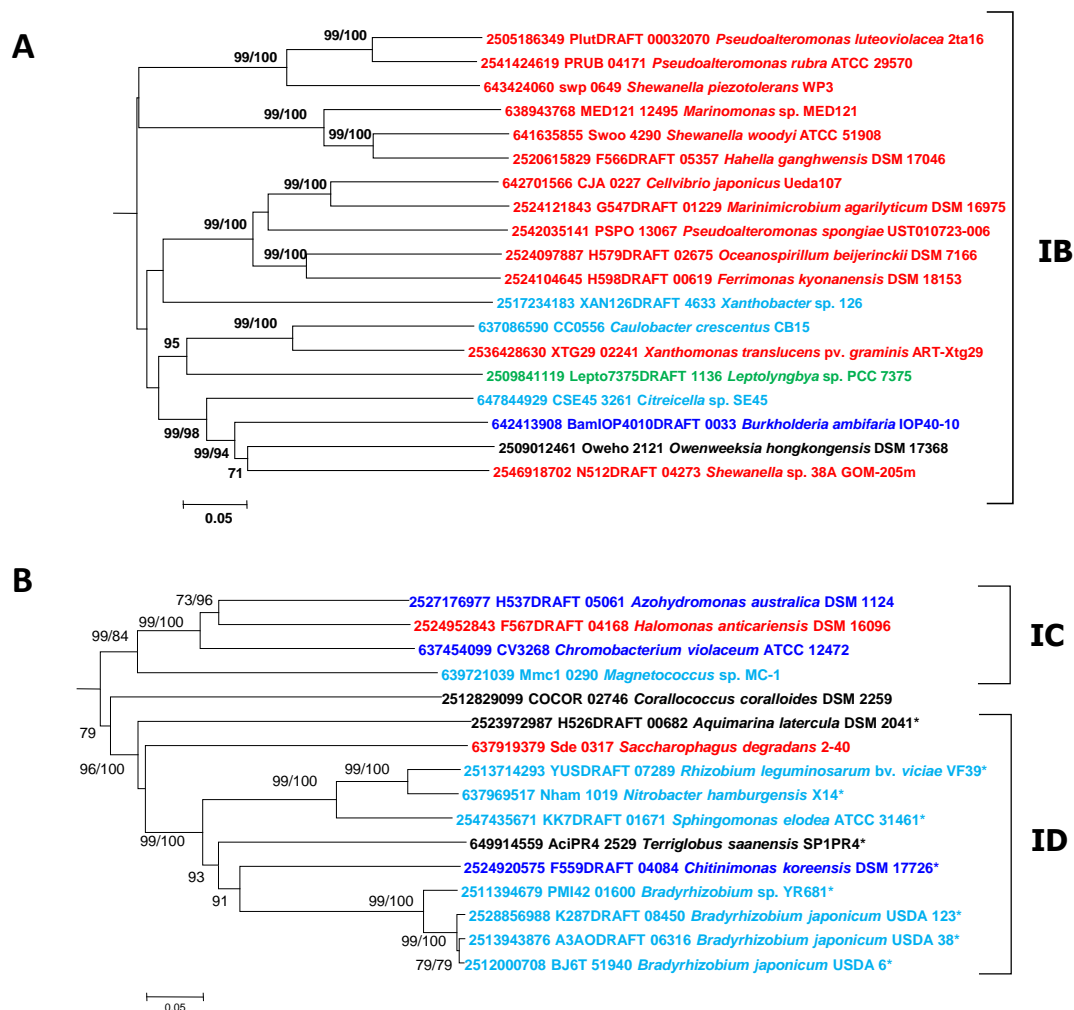 A
99/100
2505186349 PlutDRAFT 00032070 Pseudoalteromonas luteoviolacea 2ta16
99/100
2541424619 PRUB 04171 Pseudoalteromonas rubra ATCC 29570
643424060 swp 0649 Shewanella piezotolerans WP3
99/100
638943768 MED121 12495 Marinomonas sp. MED121
99/100
641635855 Swoo 4290 Shewanella woodyi ATCC 51908
2520615829 F566DRAFT 05357 Hahella ganghwensis DSM 17046
99/100
642701566 CJA 0227 Cellvibrio japonicus Ueda107
2524121843 G547DRAFT 01229 Marinimicrobium agarilyticum DSM 16975
99/100
2542035141 PSPO 13067 Pseudoalteromonas spongiae UST010723-006
99/100
2524097887 H579DRAFT 02675 Oceanospirillum beijerinckii DSM 7166
2524104645 H598DRAFT 00619 Ferrimonas kyonanensis DSM 18153
2517234183 XAN126DRAFT 4633 Xanthobacter sp. 126
99/100
637086590 CC0556 Caulobacter crescentus CB15
95
2536428630 XTG29 02241 Xanthomonas translucens pv. graminis ART-Xtg29
2509841119 Lepto7375DRAFT 1136 Leptolyngbya sp. PCC 7375
647844929 CSE45 3261 Citreicella sp. SE45
99/98
642413908 BamIOP4010DRAFT 0033 Burkholderia ambifaria IOP40-10
99/94
2509012461 Oweho 2121 Owenweeksia hongkongensis DSM 17368
71
2546918702 N512DRAFT 04273 Shewanella sp. 38A GOM-205m
0.05
IB
B
73/96
2527176977 H537DRAFT 05061 Azohydromonas australica DSM 1124
99/100
2524952843 F567DRAFT 04168 Halomonas anticariensis DSM 16096
99/84
637454099 CV3268 Chromobacterium violaceum ATCC 12472
639721039 Mmc1 0290 Magnetococcus sp. MC-1
IC
2512829099 COCOR 02746 Corallococcus coralloides DSM 2259
79
2523972987 H526DRAFT 00682 Aquimarina latercula DSM 2041*
637919379 Sde 0317 Saccharophagus degradans 2-40
96/100
99/100
2513714293 YUSDRAFT 07289 Rhizobium leguminosarum bv. viciae VF39*
99/100
637969517 Nham 1019 Nitrobacter hamburgensis X14*
2547435671 KK7DRAFT 01671 Sphingomonas elodea ATCC 31461*
99/100
649914559 AciPR4 2529 Terriglobus saanensis SP1PR4*
93
2524920575 F559DRAFT 04084 Chitinimonas koreensis DSM 17726*
91
99/100
2511394679 PMI42 01600 Bradyrhizobium sp. YR681*
2528856988 K287DRAFT 08450 Bradyrhizobium japonicum USDA 123*
99/100
2513943876 A3AODRAFT 06316 Bradyrhizobium japonicum USDA 38*
79/79
2512000708 BJ6T 51940 Bradyrhizobium japonicum USDA 6*
ID
0.05